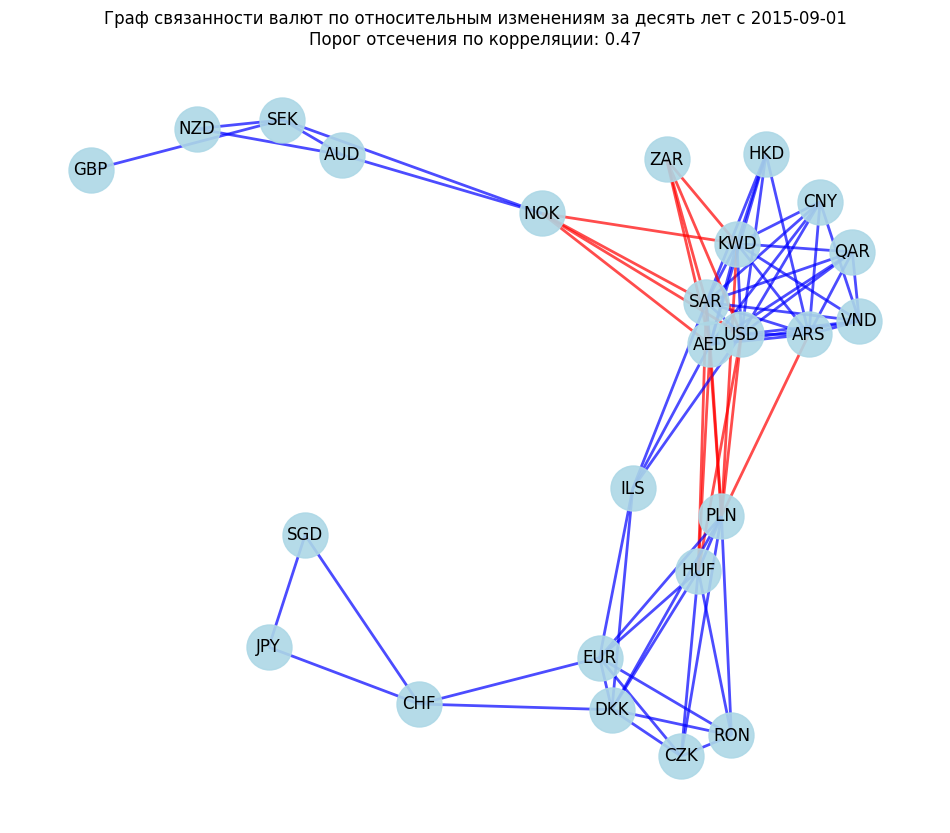 Граф связанности валют по относительным изменениям за десять лет с 2015-09-01
Порог отсечения по корреляции: 0.47
SEK
NZD
AUD
GBP
ZAR
HKD
CNY
NOK
KWD
QAR
SAR
VND
USD
ARS
AED
ILS
PLN
SGD
HUF
JPY
EUR
CHF
DKK
RON
CZK